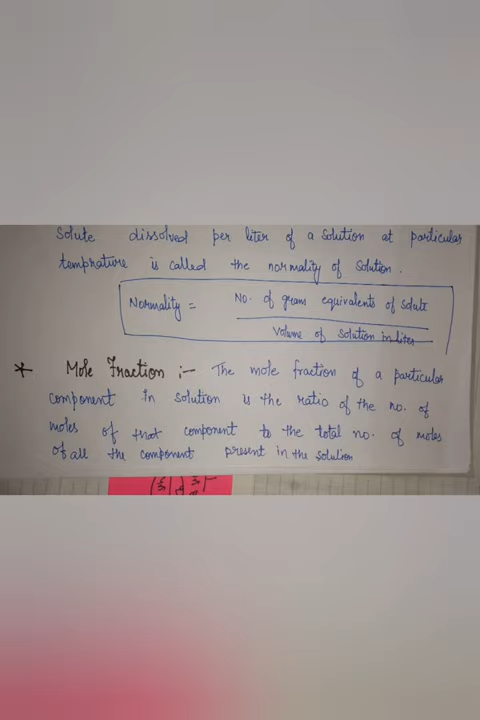 Solute dissolved per liter of a solution at particular
temprature is called the normality of solution.
Normality = No. of gram equivalents of solute
Volume of solution in liter
* Mole Fraction :- The mole fraction of a particular
component in solution is the ratio of the no. of
moles of that component to the total no. of moles
of all the component present in the solution